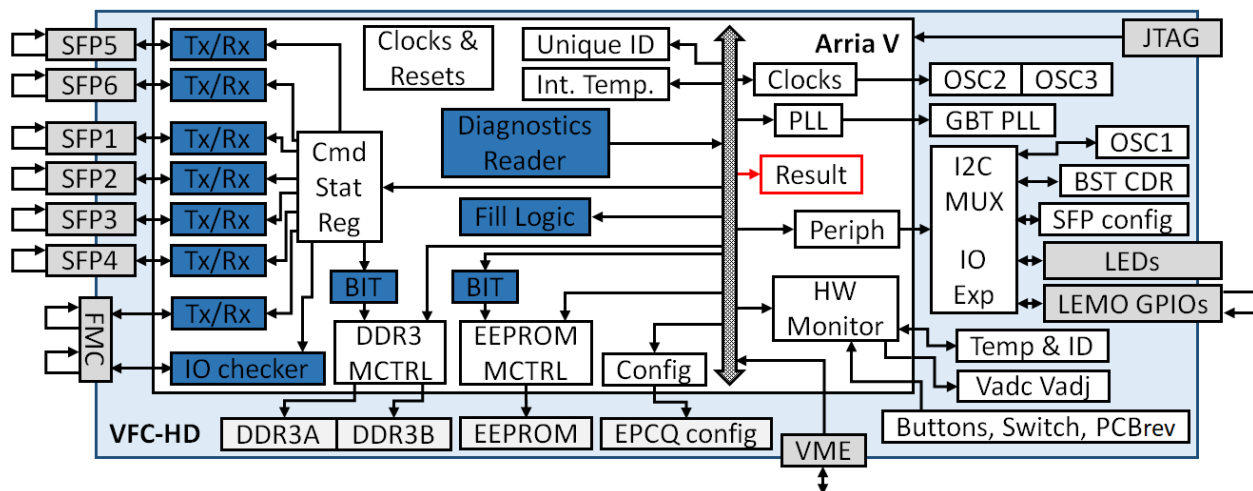 SFP5
Tx/Rx
Clocks &
Resets
Unique ID
Arria V
JTAG
SFP6
Tx/Rx
Int. Temp.
Clocks
OSC2
OSC3
SFP1
Tx/Rx
Cmd
Stat
Reg
Diagnostics
Reader
PLL
GBT PLL
OSC1
SFP2
Tx/Rx
Result
I2C
MUX
IO
Exp
BST CDR
SFP3
Tx/Rx
Fill Logic
Periph
SFP config
SFP4
Tx/Rx
LEDs
BIT
BIT
HW
Monitor
LEMO GPIOs
FMC
Tx/Rx
DDR3
MCTRL
EEPROM
MCTRL
Temp & ID
IO checker
Config
Vadc Vadj
VFC-HD
DDR3A
DDR3B
EEPROM
EPCQ config
Buttons, Switch, PCBrev
VME